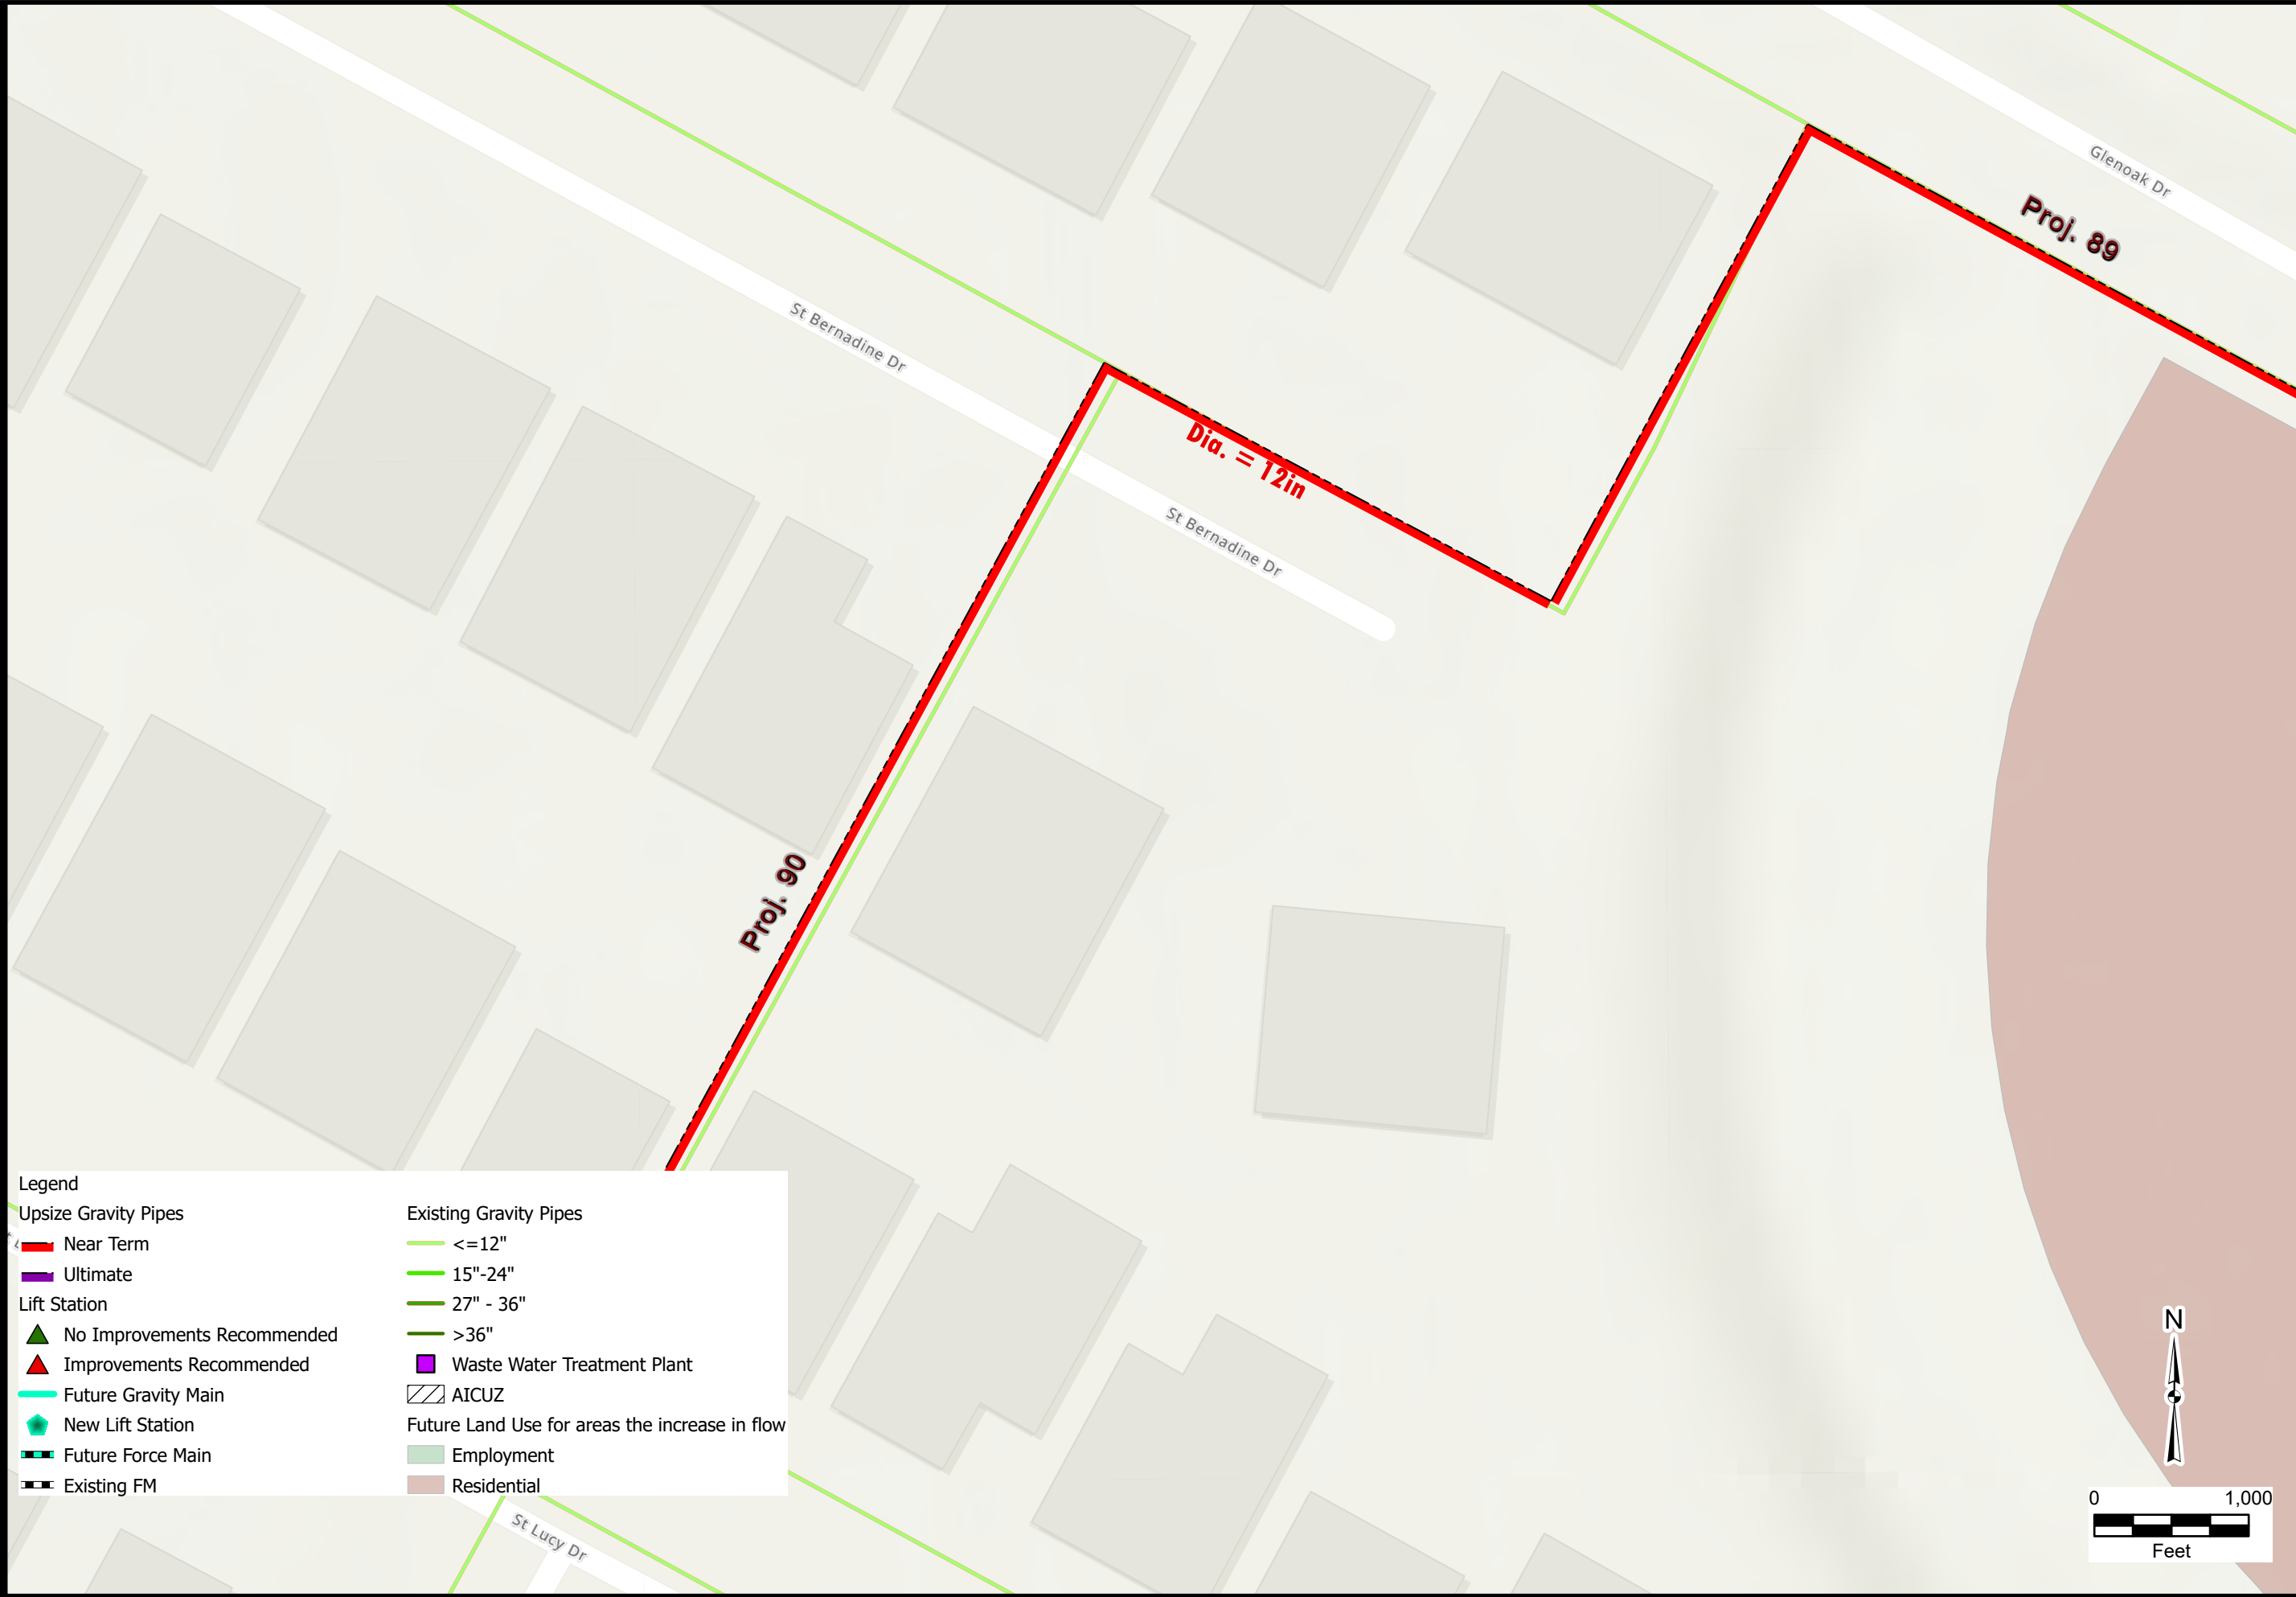 Glenoak Dr
Proj. 89
St Bernadine Dr
Dia. = 12in
St Bernadine Dr
Proj. 90
Legend
Upsize Gravity Pipes
Near Term
Ultimate
Lift Station
No Improvements Recommended
Improvements Recommended
Future Gravity Main
New Lift Station
Future Force Main
Existing FM
Existing Gravity Pipes
<=12"
15"-24"
27" - 36"
>36"
Waste Water Treatment Plant
AICUZ
Future Land Use for areas the increase in flow
Employment
Residential
St Lucy Dr
N
0 1,000
Feet